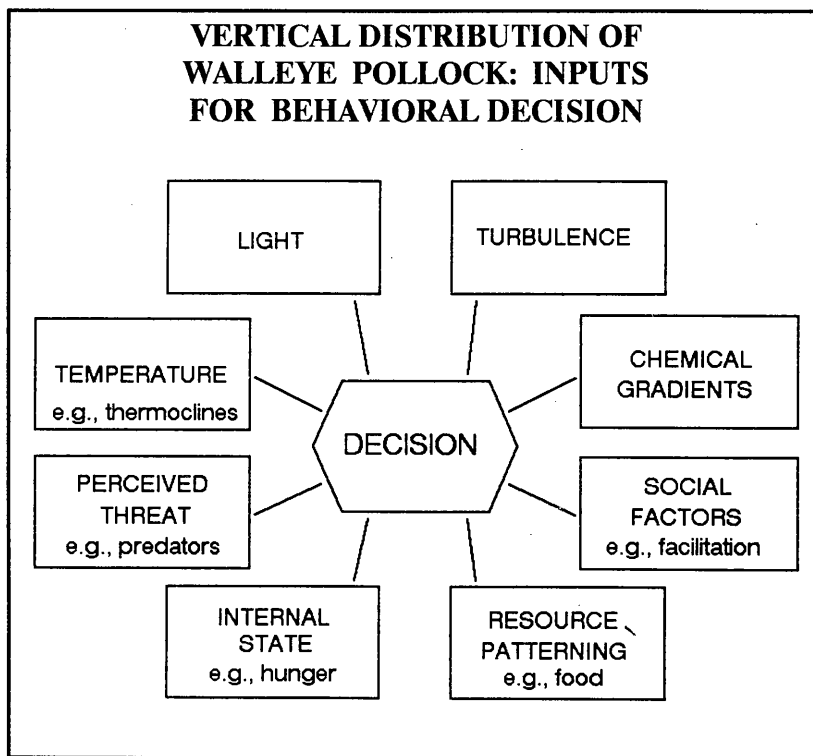 VERTICAL DISTRIBUTION OF
WALLEYE POLLOCK: INPUTS
FOR BEHAVIORAL DECISION
LIGHT
TURBULENCE
TEMPERATURE
e.g., thermoclines
CHEMICAL
GRADIENTS
DECISION
PERCEIVED
THREAT
e.g., predators
SOCIAL
FACTORS
e.g., facilitation
INTERNAL
STATE
e.g., hunger
RESOURCE
PATTERNING
e.g., food